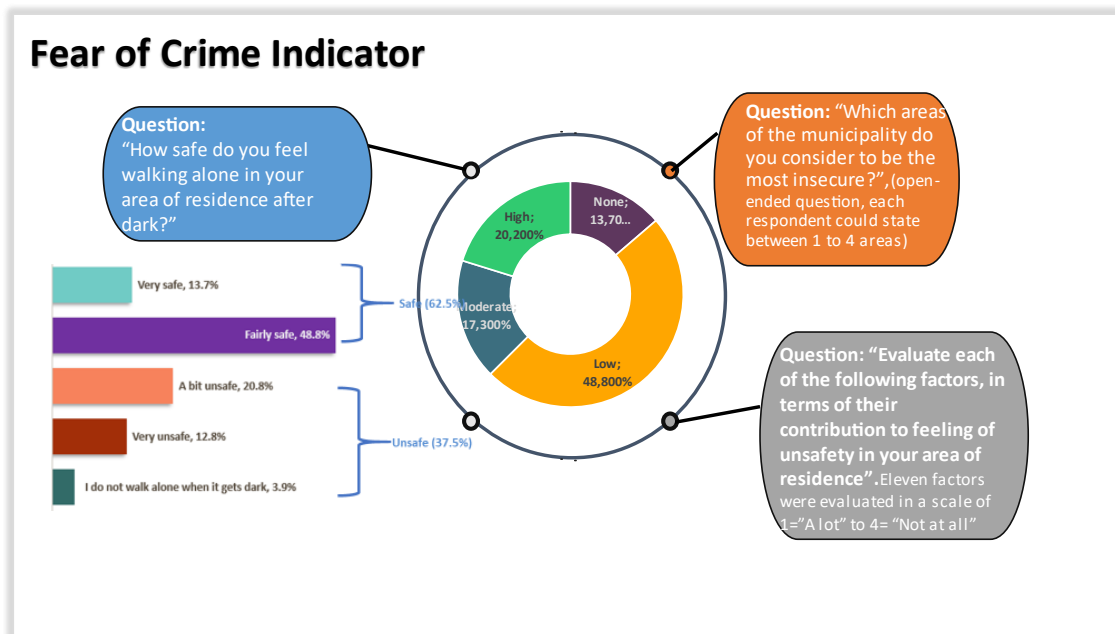 Fear of Crime Indicator
Question:
“How safe do you feel
walking alone in your
area of residence after
dark?”
Question: “Which areas
of the municipality do
you consider to be the
most insecure?”,(open-
ended question, each
respondent could state
between 1 to 4 areas)
None;
13,70...
High;
20,200%
Moderate;
17,300%
Low;
48,800%
Very safe, 13.7%
Safe (62.5%)
Fairly safe, 48.8%
A bit unsafe, 20.8%
Very unsafe, 12.8%
Unsafe (37.5%)
I do not walk alone when it gets dark, 3.9%
Question: “Evaluate each
of the following factors, in
terms of their
contribution to feeling of
unsafety in your area of
residence”.Eleven factors
were evaluated in a scale of
1=”A lot” to 4= “Not at all”